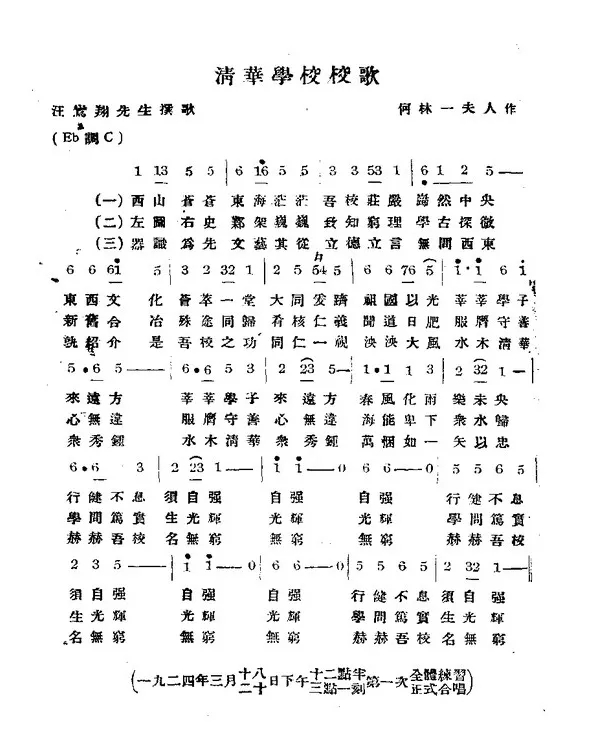 清華學校校歌
汪鸞翔先生撰歌 何林一夫人作
(Eb調C)
1 13 5 5 | 6 16 5 5 3 3 53 1 | 6 1 2 5 —
(一)西山蒼蒼 東海茫茫 吾校莊嚴 巋然中央
(二)左圖右史 鄴架巍巍 致知窮理 學古探微
(三)器識為先 文藝其從 立德立言 無問西東
6 6 61 5 | 3 2 32 1 | 2 5 54 5 | 6 6 76 5 | i·i 6 i
東西文化 薈萃一堂 大同爰躋 祖國以光 莘莘學子
新舊合冶 殊途同歸 肴核仁義 聞道日肥 服膺守善
孰紹介是 吾校之功 同仁一視 泱泱大風 水木清華
5·6 5 — | 6·6 5 3 | 2 23 5 — | 1·1 1 3 | 2 32 1 —
來遠方 莘莘學子 來遠方 春風化雨 樂未央
心無違 服膺守善 心無違 海能卑下 衆水歸
衆秀鍾 水木清華 衆秀鍾 萬悃如一 矢以忠
6·6 3 | 2 23 1 — | i i — 0 | 6 6 — 0 | 5 5 6 5
行健不息 須自强 自强 自强 行健不息
學問篤實 生光輝 光輝 光輝 學問篤實
赫赫吾校 名無窮 無窮 無窮 赫赫吾校
2 3 5 — | i i — 0 | 6 6 — 0 | 5 5 6 5 | 2 32 1 —
須自强 自强 自强 行健不息 須自强
生光輝 光輝 光輝 學問篤實 生光輝
名無窮 無窮 無窮 赫赫吾校 名無窮
(一九二四年三月十八二十日下午十二點半三點一刻第一次全體練習正式合唱)